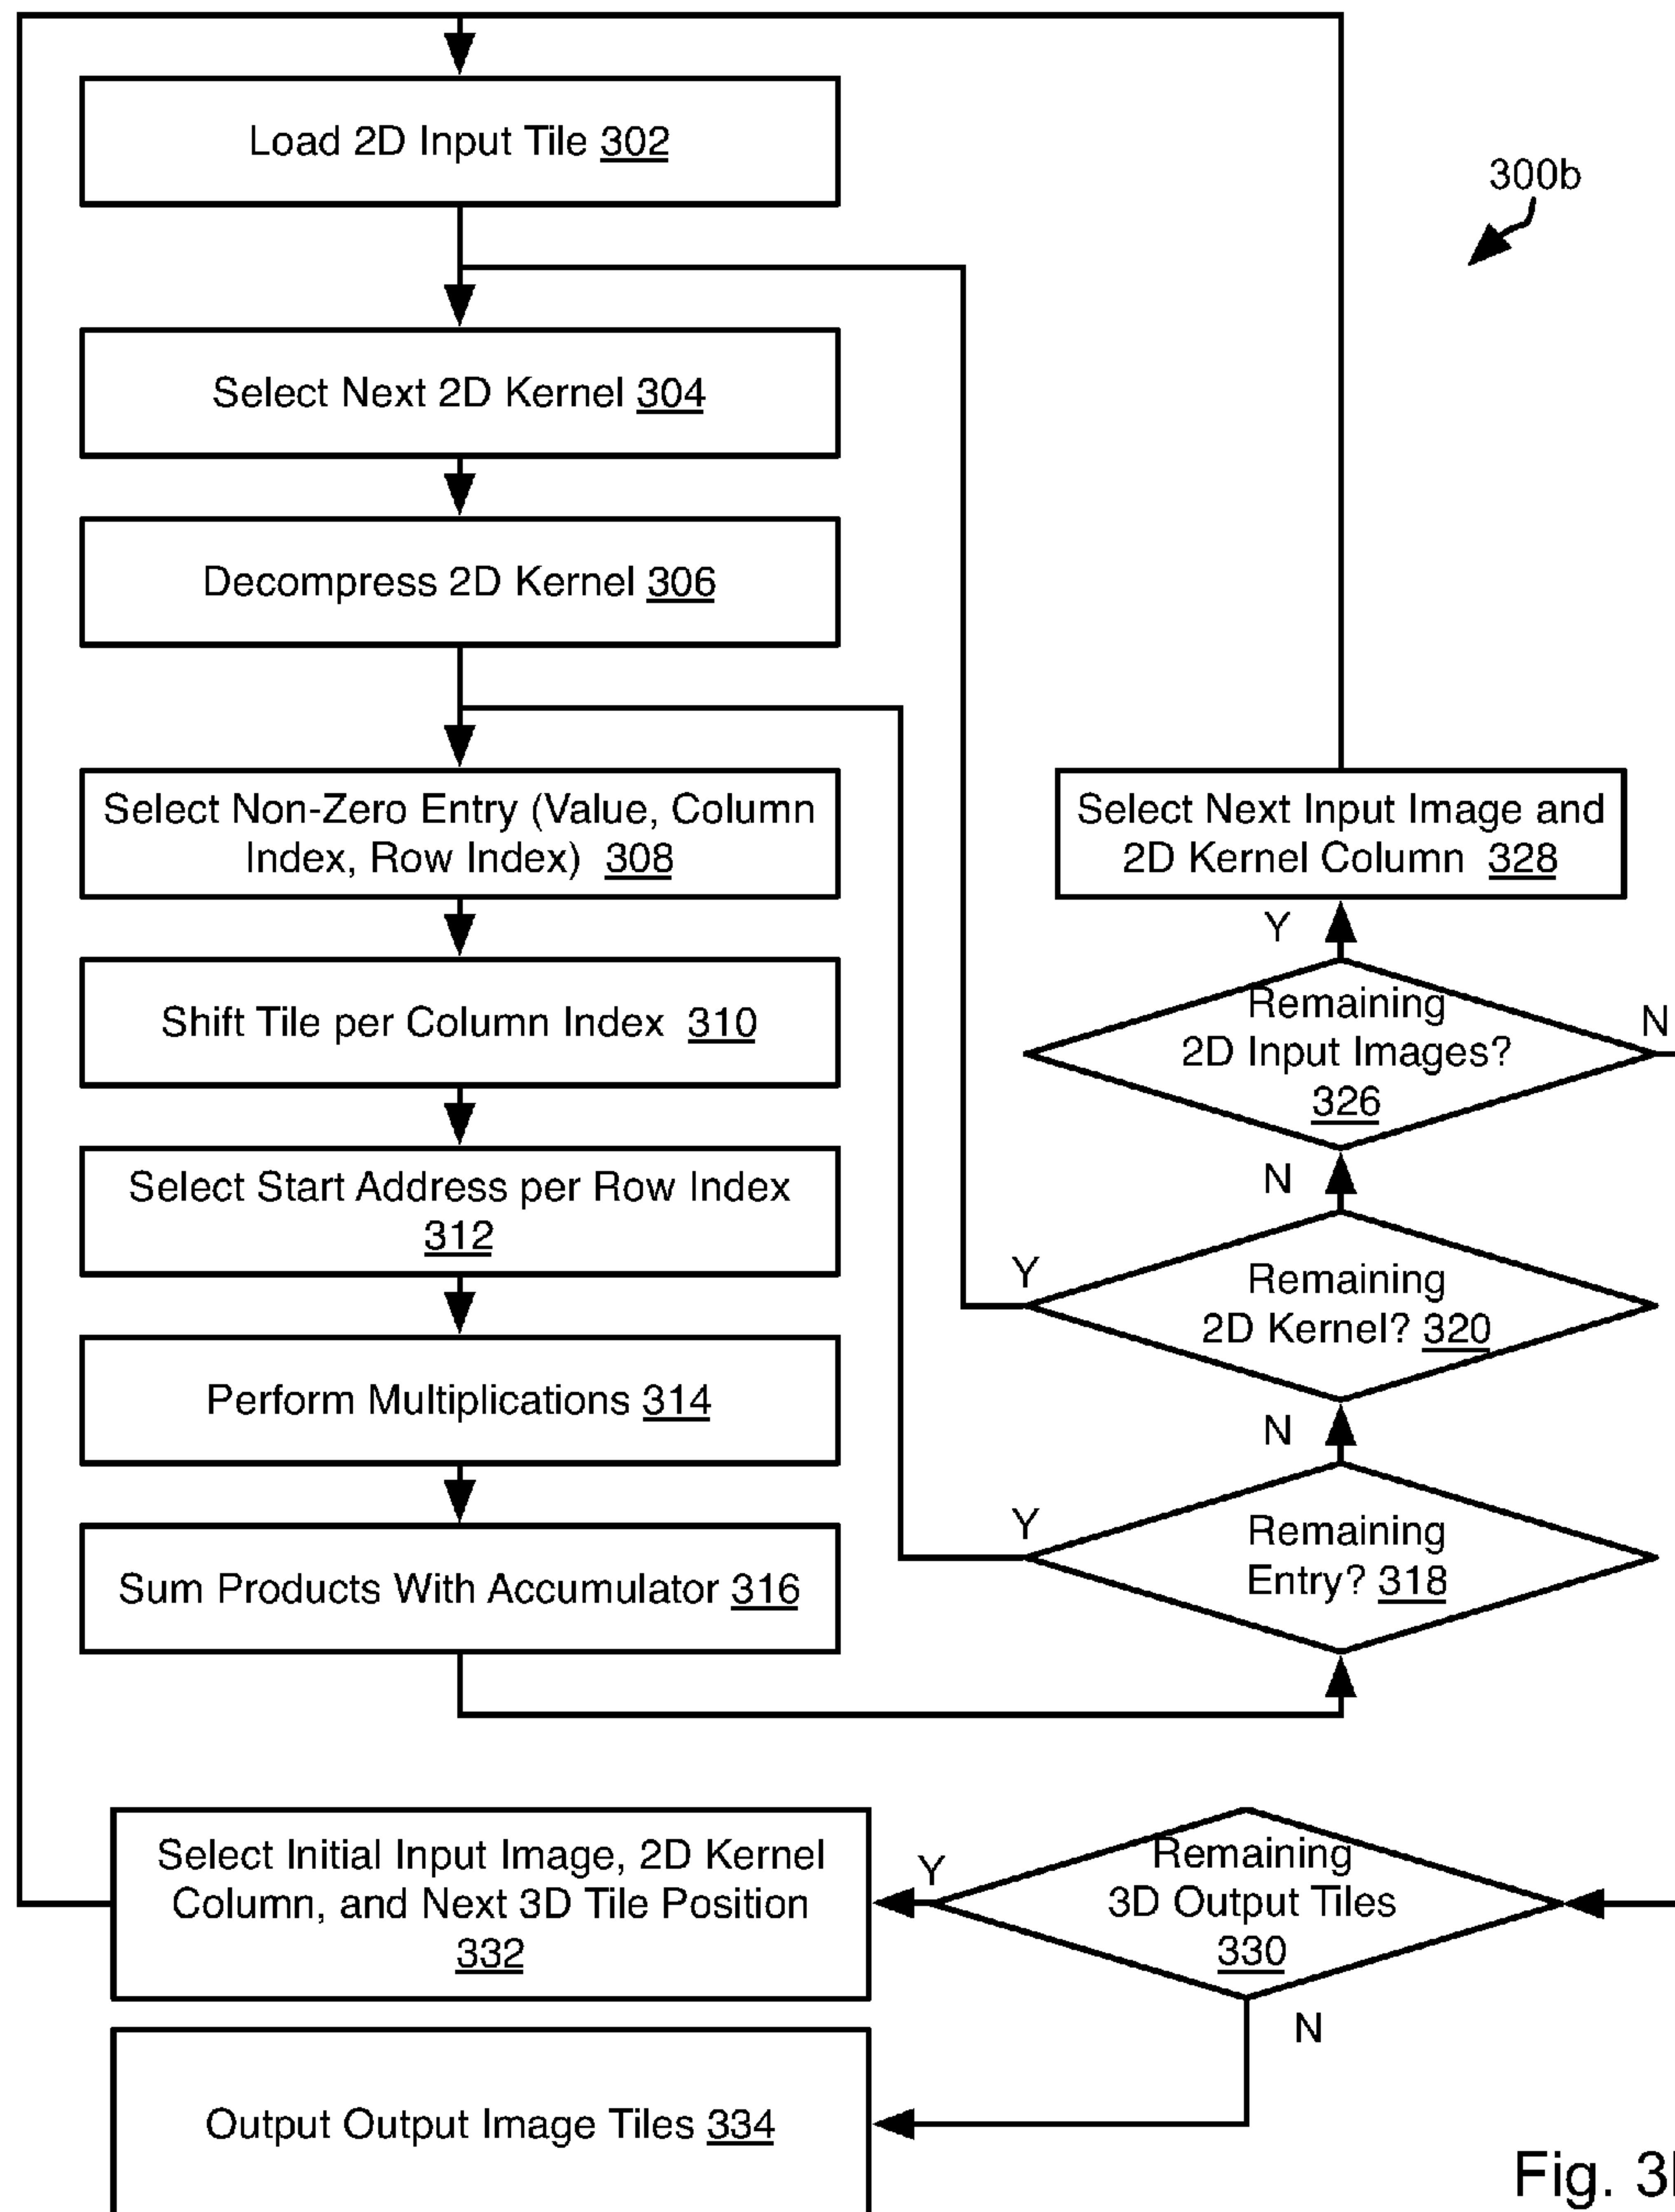 Load 2D Input Tile 302
300b
Select Next 2D Kernel 304
Decompress 2D Kernel 306
Select Non-Zero Entry (Value, Column
Index, Row Index) 308
Select Next Input Image and
2D Kernel Column 328
Y
Shift Tile per Column Index 310
Remaining
2D Input Images?
326
N
Select Start Address per Row Index
312
N
Y
Remaining
2D Kernel? 320
Perform Multiplications 314
N
Y
Remaining
Entry? 318
Sum Products With Accumulator 316
Select Initial Input Image, 2D Kernel
Column, and Next 3D Tile Position
332
Y
Remaining
3D Output Tiles
330
N
Output Output Image Tiles 334
Fig.